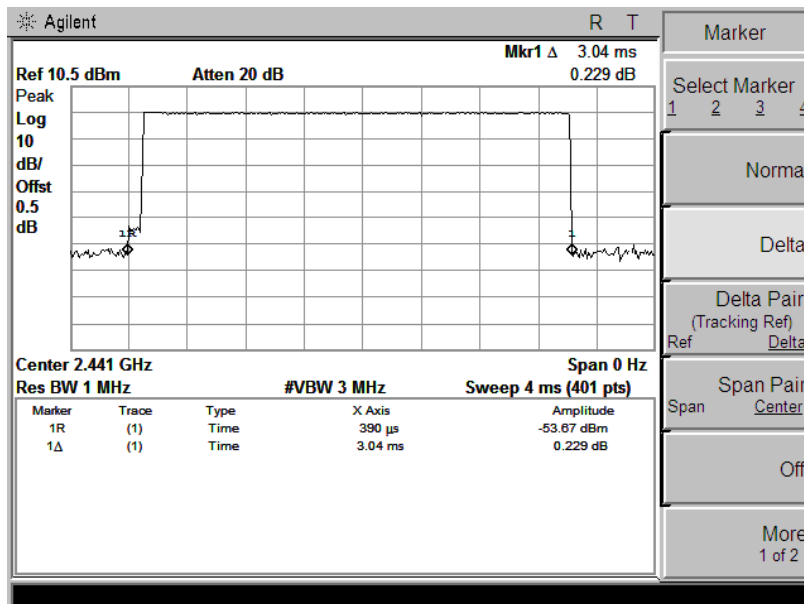 Agilent R T
Mkr1 Δ 3.04 ms
Ref 10.5 dBm Atten 20 dB 0.229 dB
Peak
Log
10
dB/
Offst
0.5
dB
1R
1
Center 2.441 GHz Span 0 Hz
Res BW 1 MHz #VBW 3 MHz Sweep 4 ms (401 pts)
Marker Trace Type X Axis Amplitude
1R (1) Time 390 µs -53.67 dBm
1Δ (1) Time 3.04 ms 0.229 dB
Marker
Select Marker
1 2 3 4
Norma
Delta
Delta Pair
(Tracking Ref)
Ref Delta
Span Pair
Span Center
Off
More
1 of 2